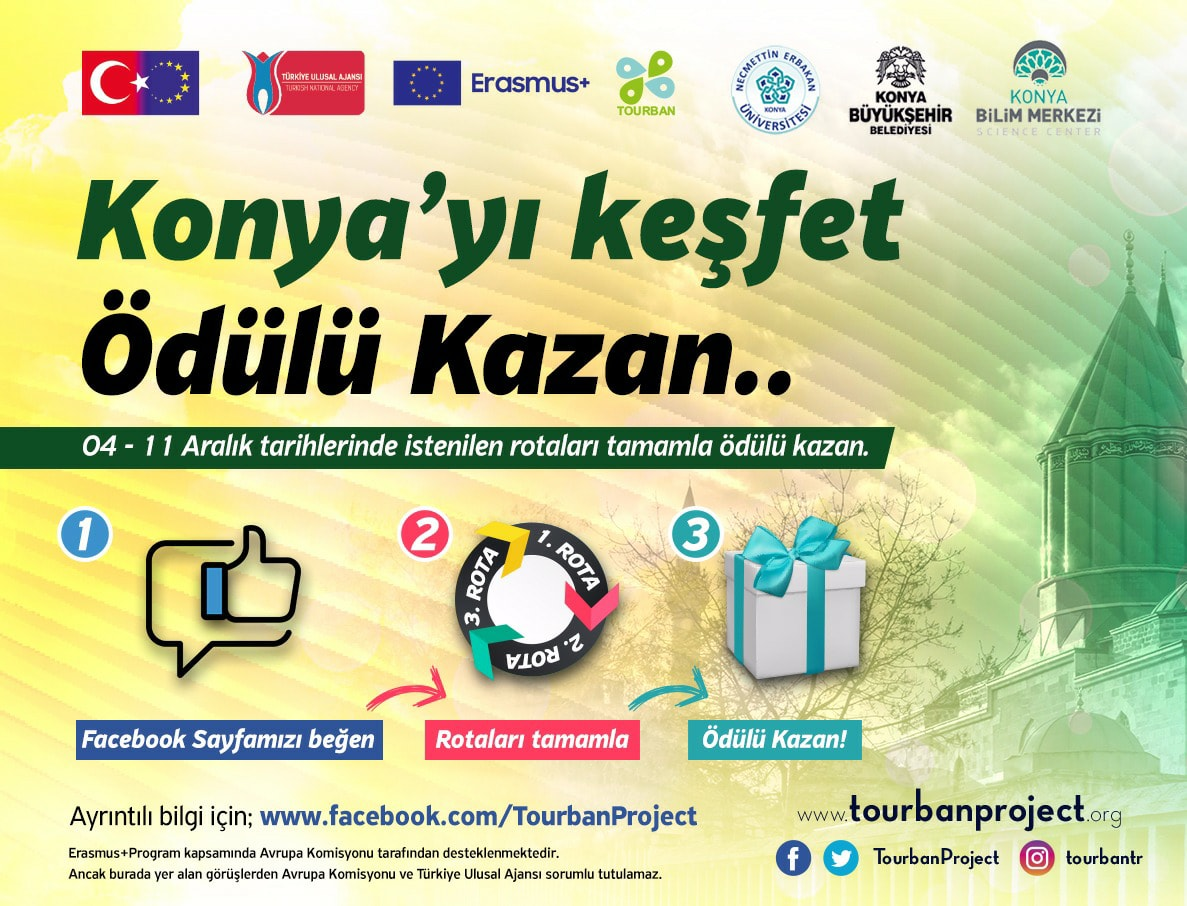 TÜRKİYE ULUSAL AJANSI
TURKISH NATIONAL AGENCY
Erasmus+
TOURBAN
NECMETTİN ERBAKAN
KONYA
ÜNİVERSİTESİ
KONYA
BÜYÜKŞEHİR
BELEDİYESİ
KONYA
BİLİM MERKEZİ
SCIENCE CENTER
Konya'yı keşfet
Ödülü Kazan..
04 - 11 Aralık tarihlerinde istenilen rotaları tamamla ödülü kazan.
1
2
3
1. ROTA
2. ROTA
3. ROTA
Facebook Sayfamızı beğen
Rotaları tamamla
Ödülü Kazan!
Ayrıntılı bilgi için; www.facebook.com/TourbanProject
Erasmus+Program kapsamında Avrupa Komisyonu tarafından desteklenmektedir.
Ancak burada yer alan görüşlerden Avrupa Komisyonu ve Türkiye Ulusal Ajansı sorumlu tutulamaz.
www.tourbanproject.org
TourbanProject
tourbantr